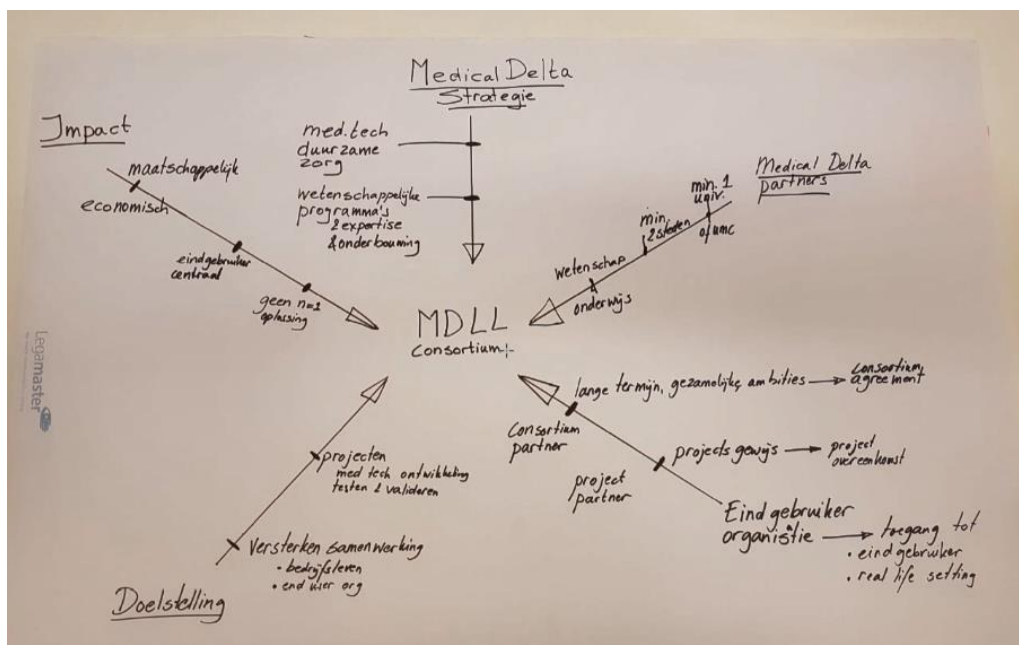 Medical Delta
Strategie
Impact
maatschappelijk
economisch
eindgebruiker
centraal
geen n=1
oplossing
med.tech
duurzame
zorg
wetenschappelijke
programma's
& expertise
& onderbouwing
Medical Delta
partners
min. 1
univ.
of umc
min.
2 steden
wetenschap
&
onderwijs
MDLL
Consortium
lange termijn, gezamelijke ambities
Consortium
agreement
Consortium
partner
projects gewijs
project
overeenkomst
project
partner
Eindgebruiker
organisatie
toegang tot
• eindgebruiker
• real life setting
projecten
med tech ontwikkeling
testen & valideren
Versterken samenwerking
• bedrijfsleven
• end user org
Doelstelling
Legamaster